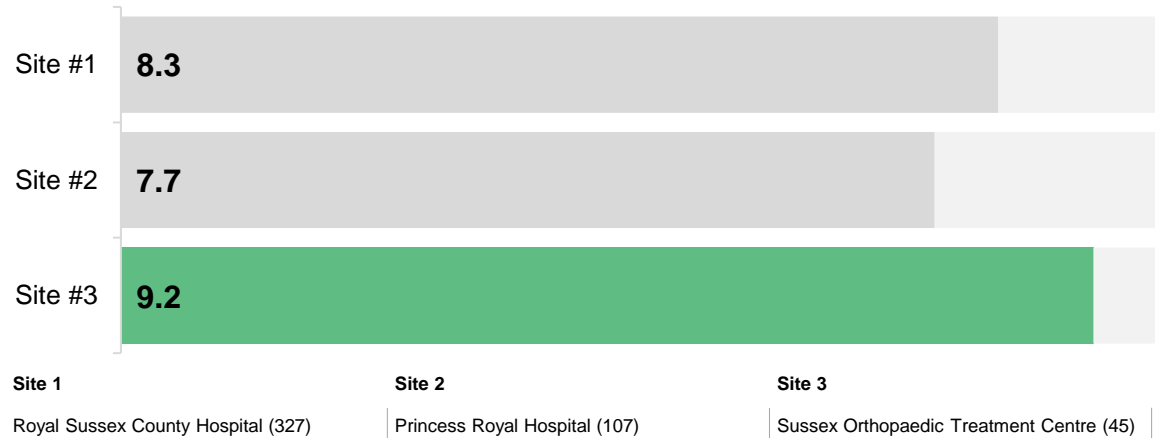 Site #1 8.3
Site #2 7.7
Site #3 9.2
Site 1 Site 2 Site 3
Royal Sussex County Hospital (327) Princess Royal Hospital (107) Sussex Orthopaedic Treatment Centre (45)